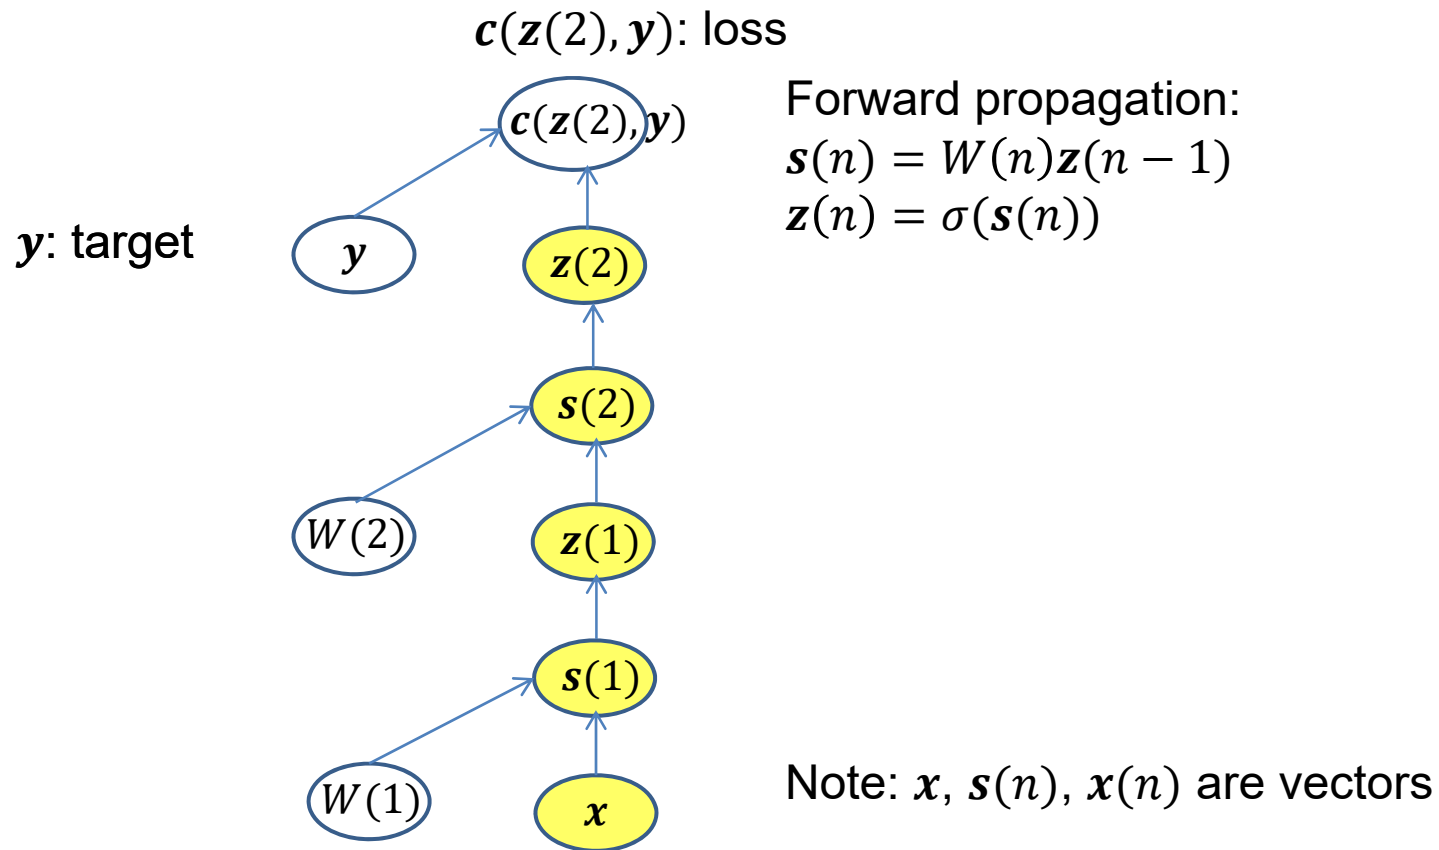 𝒄(𝒛(2), 𝒚): loss
𝒄(𝒛(2), 𝒚)
Forward propagation:
𝒔(𝑛) = 𝑊(𝑛)𝒛(𝑛 − 1)
𝒛(𝑛) = 𝜎(𝒔(𝑛))
𝒚: target
𝒚
𝒛(2)
𝒔(2)
𝑊(2)
𝒛(1)
𝒔(1)
𝑊(1)
𝒙
Note: 𝒙, 𝒔(𝑛), 𝒙(𝑛) are vectors